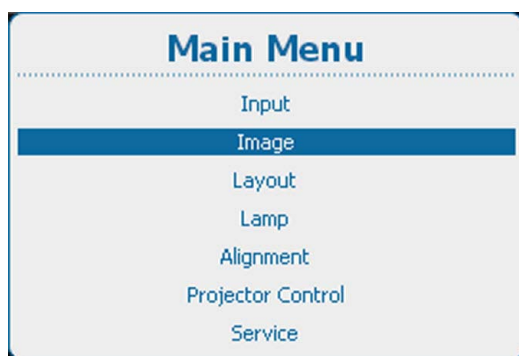 Main Menu
Input
Image
Layout
Lamp
Alignment
Projector Control
Service